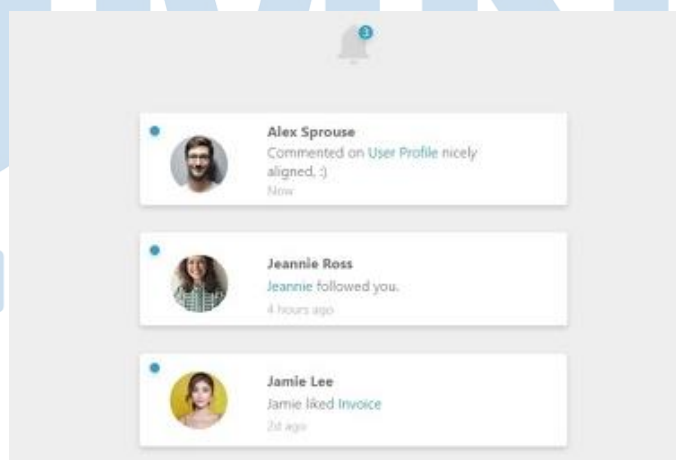 3
Alex Sprouse
Commented on User Profile nicely
aligned, :)
Now
Jeannie Ross
Jeannie followed you.
4 hours ago
Jamie Lee
Jamie liked Invoice
2d ago